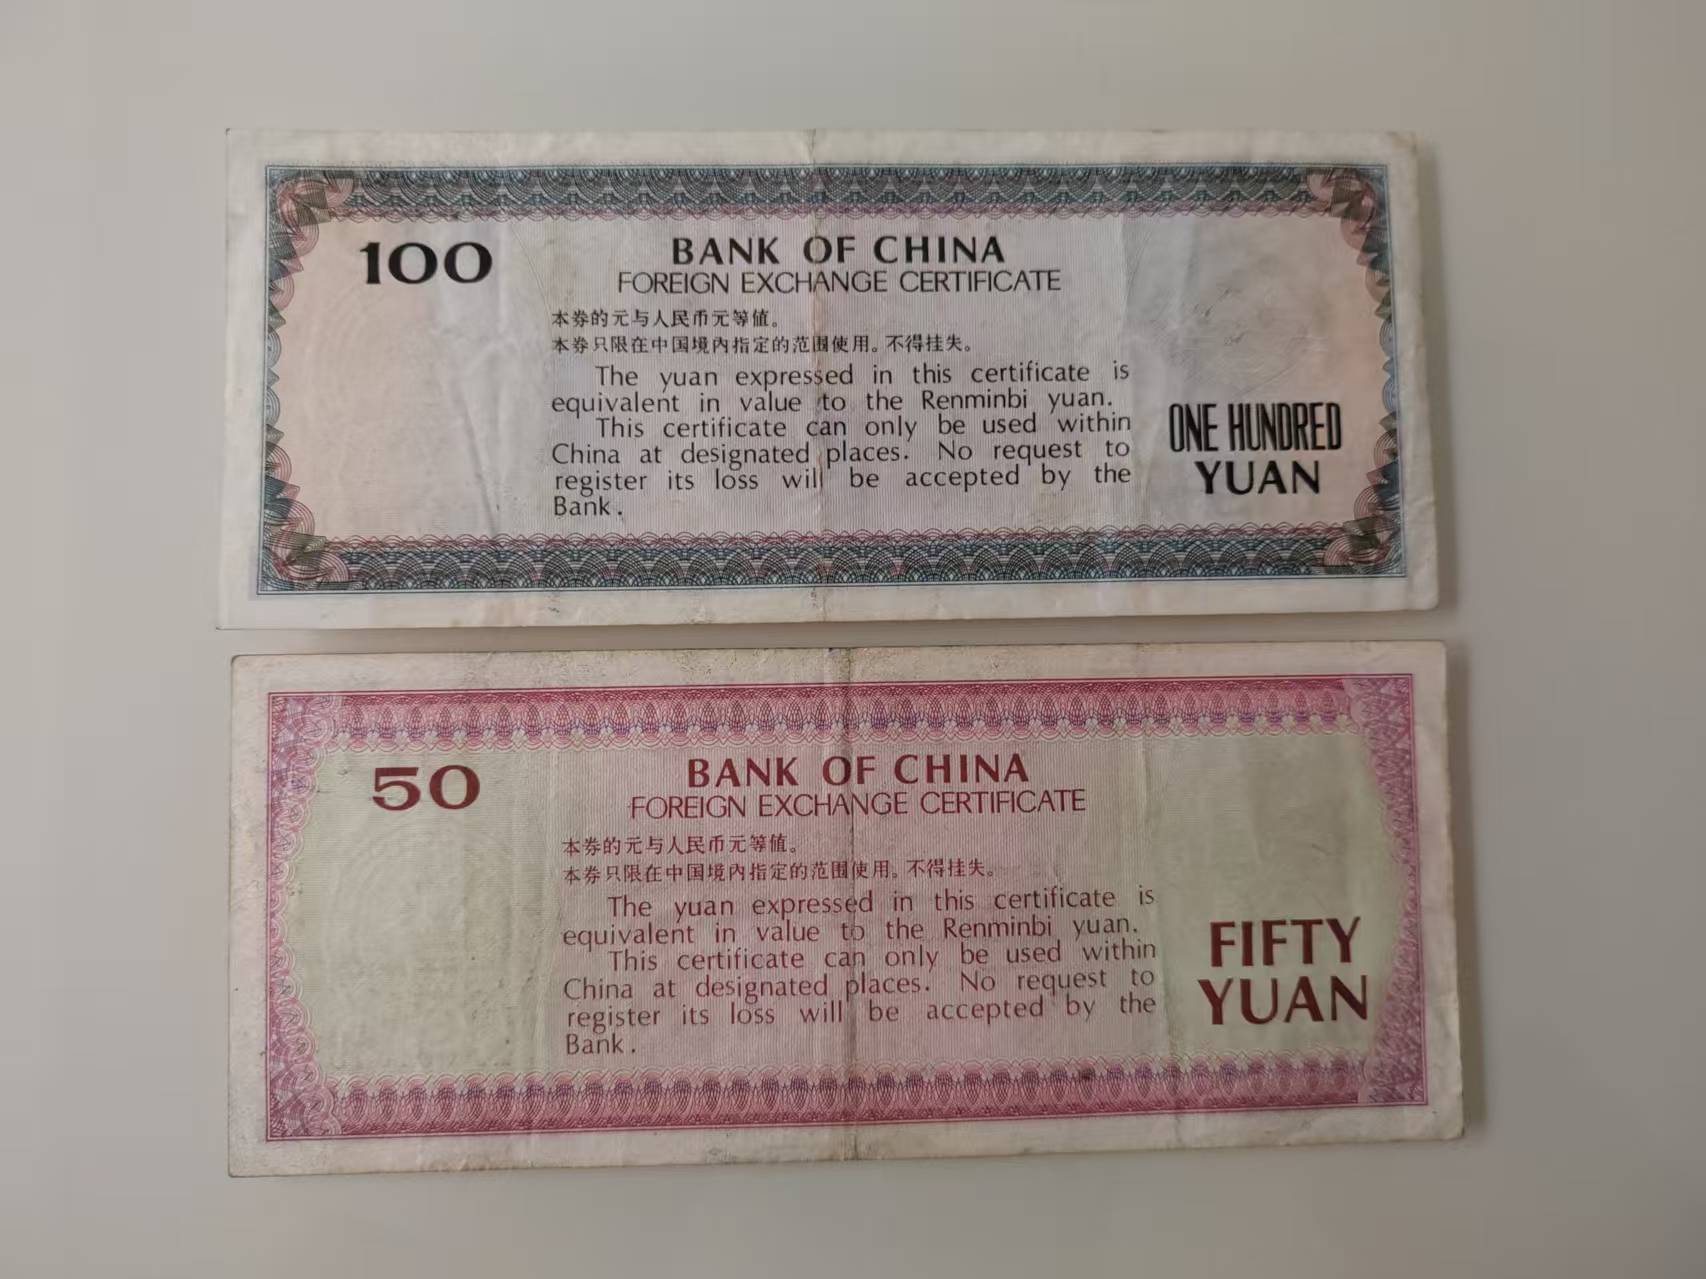 100
BANK OF CHINA
FOREIGN EXCHANGE CERTIFICATE
本券的元与人民币元等値。
本券只限在中国境内指定的范围使用。不得挂失。
The yuan expressed in this certificate is
equivalent in value to the Renminbi yuan.
This certificate can only be used within
China at designated places. No request to
register its loss will be accepted by the
Bank.
ONE HUNDRED
YUAN
50
BANK OF CHINA
FOREIGN EXCHANGE CERTIFICATE
本券的元与人民币元等値。
本券只限在中国境内指定的范围使用。不得挂失。
The yuan expressed in this certificate is
equivalent in value to the Renminbi yuan.
This certificate can only be used within
China at designated places. No request to
register its loss will be accepted by the
Bank.
FIFTY
YUAN